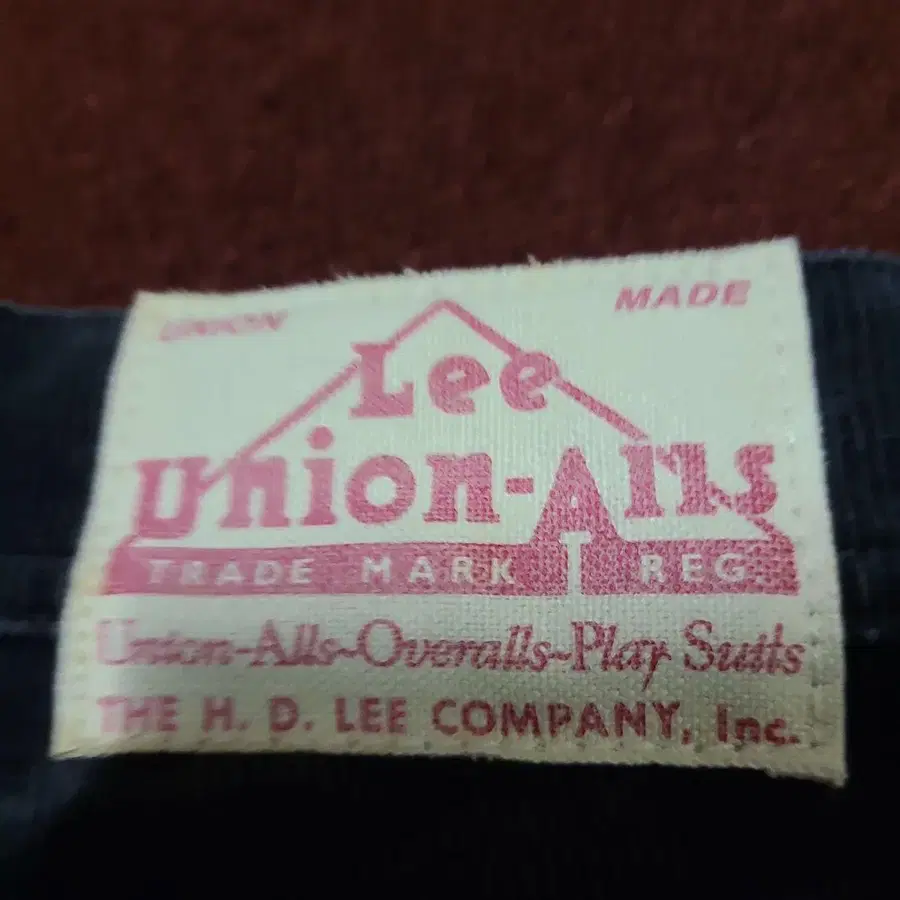 UNION MADE
Lee
Union-Alls
TRADE MARK REG.
Union-Alls~Overalls~Play Suits
THE H. D. LEE COMPANY, Inc.